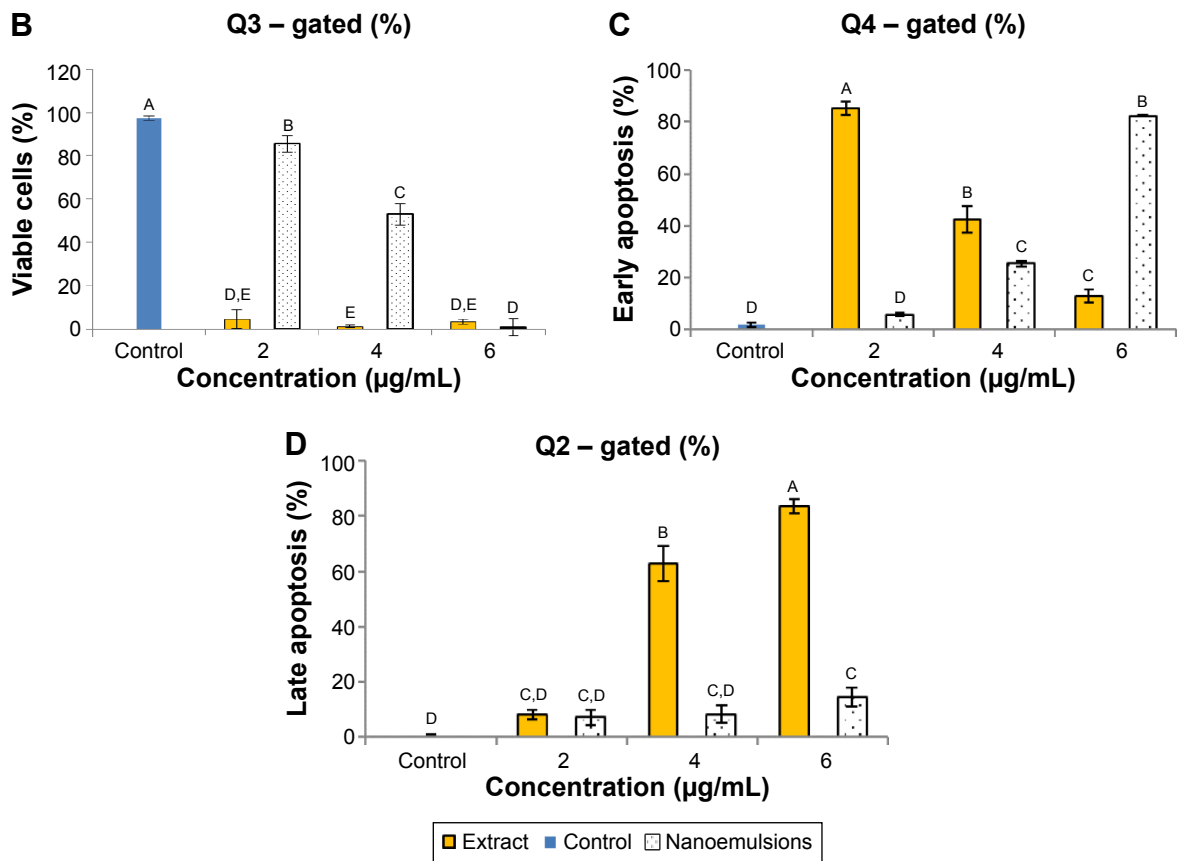 B
Q3 – gated (%)
Viable cells (%)
120
100
80
60
40
20
0
A
B
C
D,E
E
D,E
D
Control
2
4
6
Concentration (µg/mL)
C
Q4 – gated (%)
Early apoptosis (%)
100
80
60
40
20
0
D
A
D
B
C
C
B
Control
2
4
6
Concentration (µg/mL)
D
Q2 – gated (%)
Late apoptosis (%)
100
80
60
40
20
0
D
C,D
C,D
B
C,D
A
C
Control
2
4
6
Concentration (µg/mL)
Extract Control Nanoemulsions